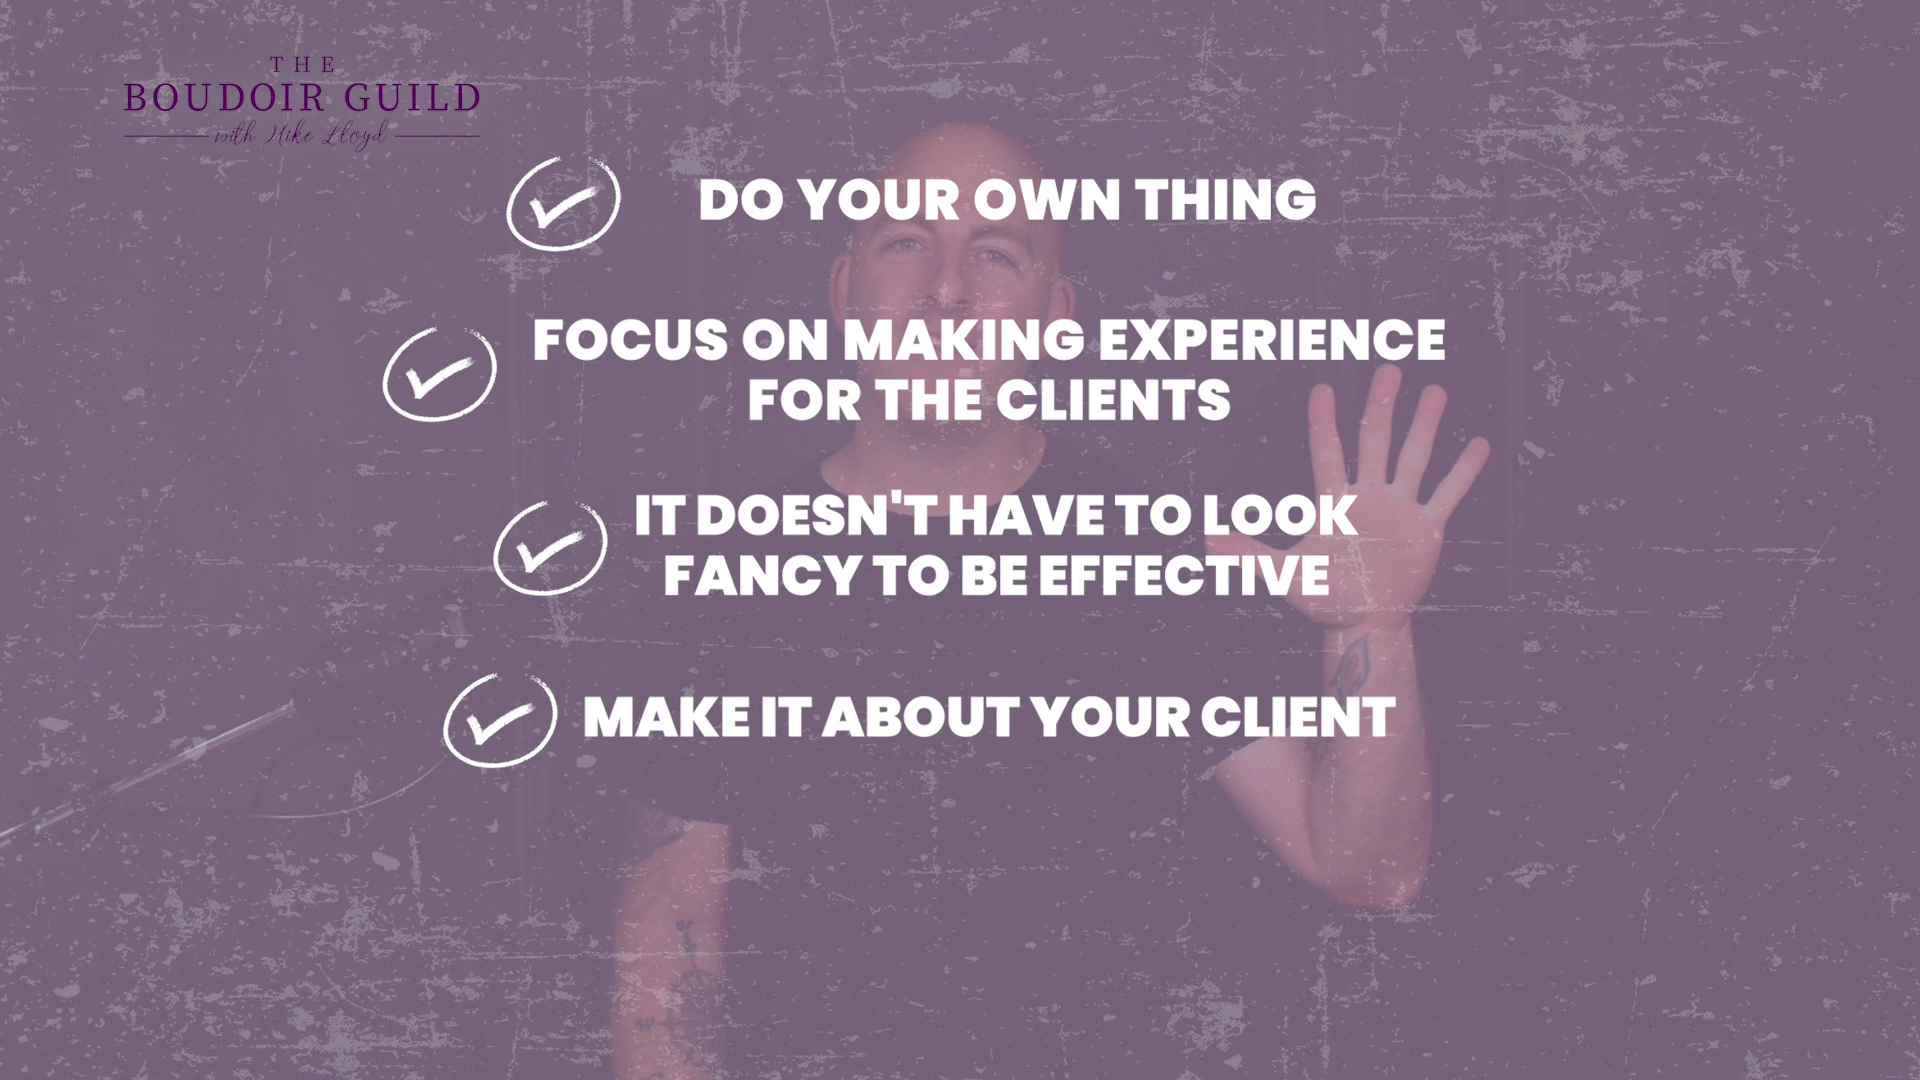 THE
BOUDOIR GUILD
with Mike Lloyd
DO YOUR OWN THING
FOCUS ON MAKING EXPERIENCE
FOR THE CLIENTS
IT DOESN'T HAVE TO LOOK
FANCY TO BE EFFECTIVE
MAKE IT ABOUT YOUR CLIENT